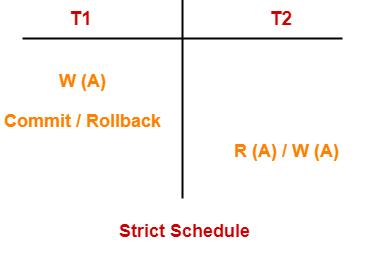 T1 T2
W (A)
Commit / Rollback
R (A) / W (A)
Strict Schedule